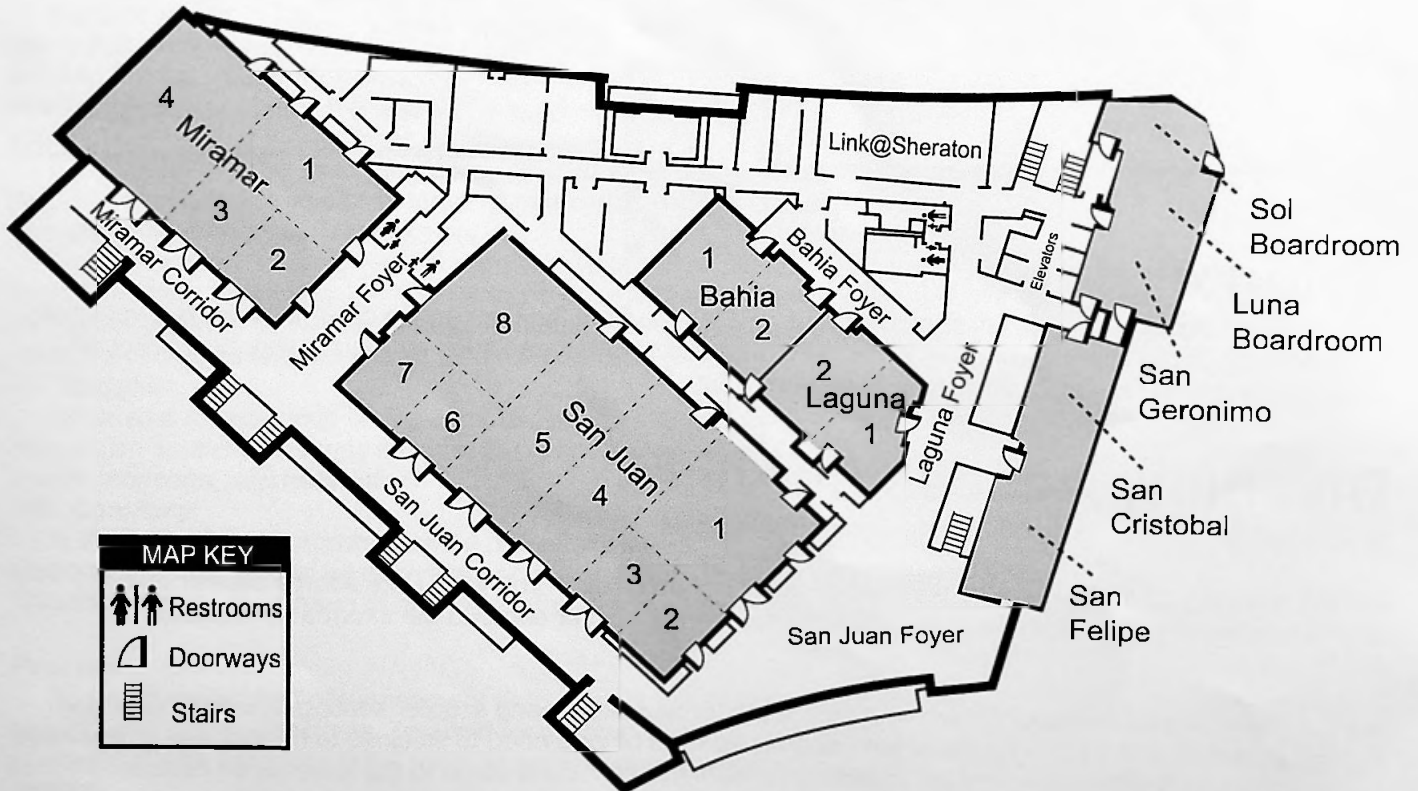 4
Miramar
1
3
2
Miramar Corridor
Miramar Foyer
Link@Sheraton
1
Bahia
2
Bahia Foyer
Elevators
2
Laguna
1
Laguna Foyer
8
7
6
San Juan
5
4
1
3
2
San Juan Corridor
San Juan Foyer
Sol
Boardroom
Luna
Boardroom
San
Geronimo
San
Cristobal
San
Felipe
MAP KEY
Restrooms
Doorways
Stairs